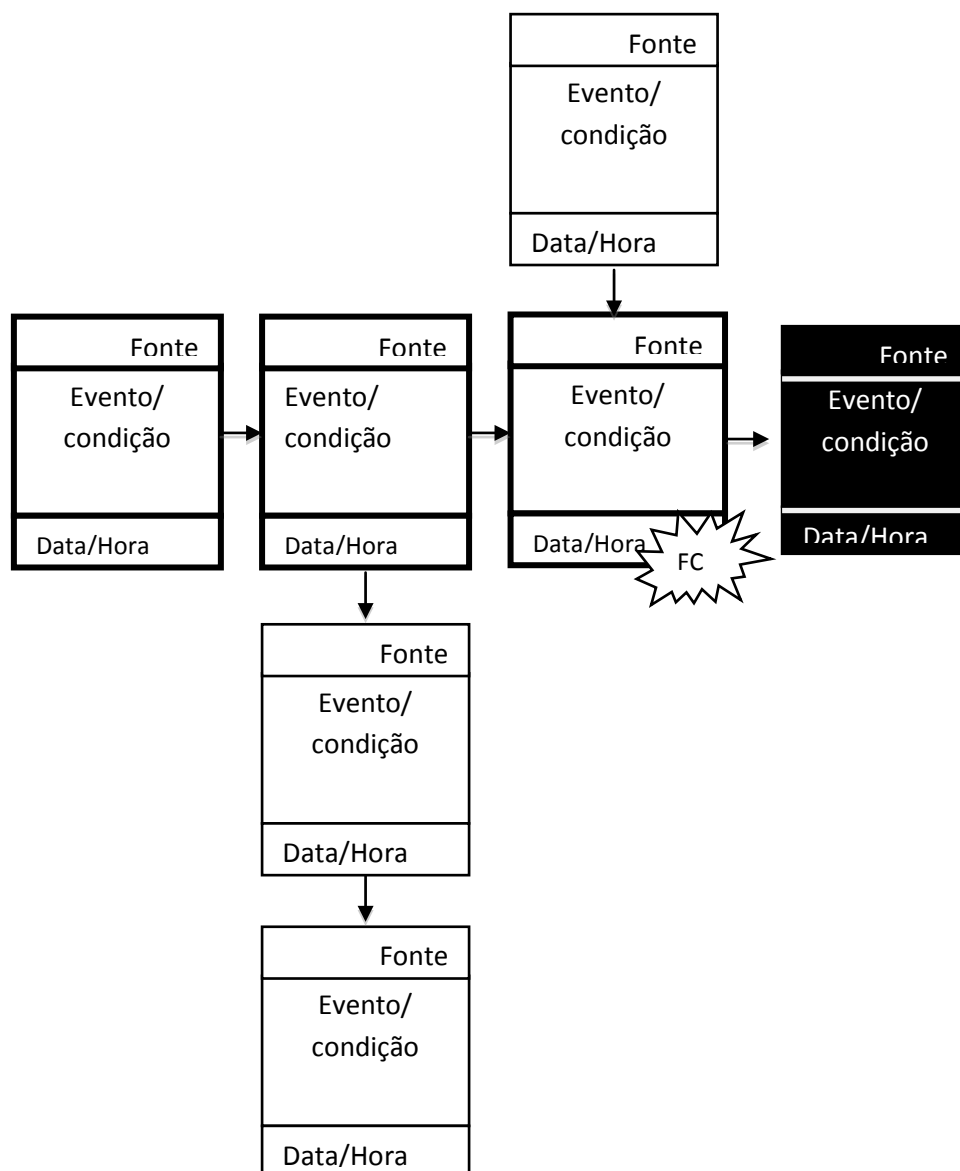 Fonte
Evento/
condição
Data/Hora
Fonte
Evento/
condição
Data/Hora
Fonte
Evento/
condição
Data/Hora
Fonte
Evento/
condição
Data/Hora
FC
Fonte
Evento/
condição
Data/Hora
Fonte
Evento/
condição
Data/Hora
Fonte
Evento/
condição
Data/Hora